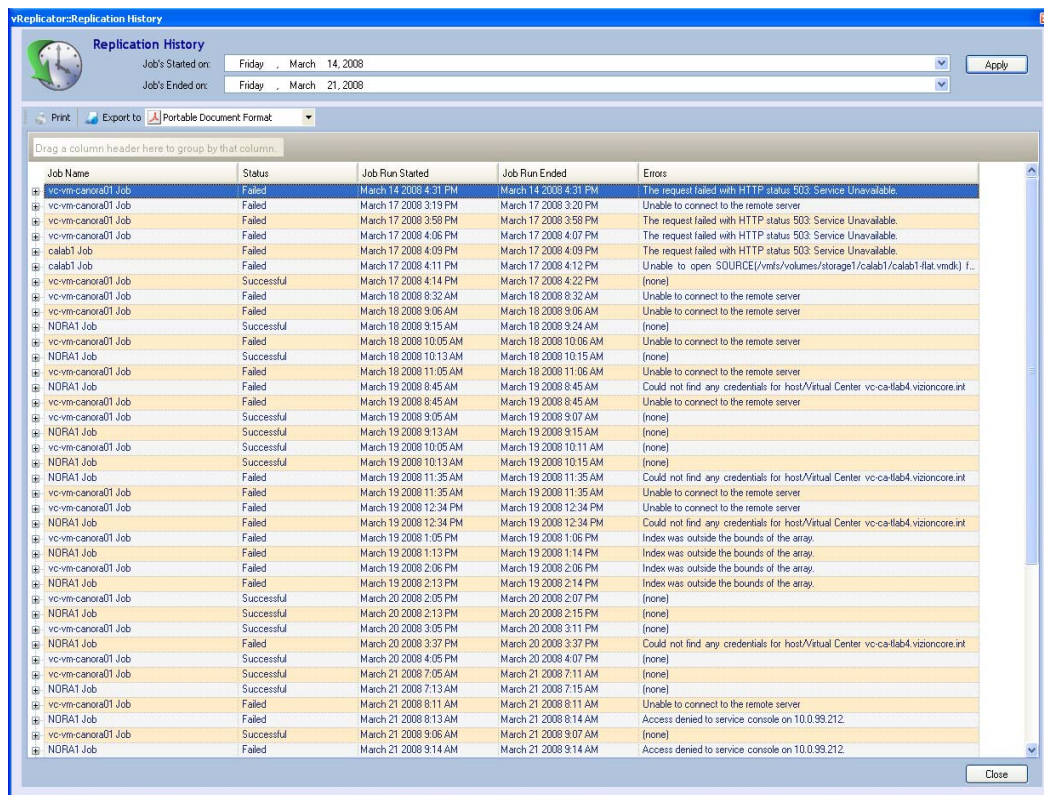 vReplicator::Replication History
Replication History
Job's Started on: Friday , March 14, 2008
Apply
Job's Ended on: Friday , March 21, 2008
Print Export to Portable Document Format
Drag a column header here to group by that column.
Job Name Status Job Run Started Job Run Ended Errors
vc-vm-canora01 Job Failed March 14 2008 4:31 PM March 14 2008 4:31 PM The request failed with HTTP status 503: Service Unavailable.
vc-vm-canora01 Job Failed March 17 2008 3:19 PM March 17 2008 3:20 PM Unable to connect to the remote server
vc-vm-canora01 Job Failed March 17 2008 3:58 PM March 17 2008 3:58 PM The request failed with HTTP status 503: Service Unavailable.
vc-vm-canora01 Job Failed March 17 2008 4:06 PM March 17 2008 4:07 PM The request failed with HTTP status 503: Service Unavailable.
calab1 Job Failed March 17 2008 4:09 PM March 17 2008 4:09 PM The request failed with HTTP status 503: Service Unavailable.
calab1 Job Failed March 17 2008 4:11 PM March 17 2008 4:12 PM Unable to open SOURCE(/vmfs/volumes/storage1/calab1/calab1-flat.vmdk) f...
vc-vm-canora01 Job Successful March 17 2008 4:14 PM March 17 2008 4:22 PM (none)
vc-vm-canora01 Job Failed March 18 2008 8:32 AM March 18 2008 8:32 AM Unable to connect to the remote server
vc-vm-canora01 Job Failed March 18 2008 9:06 AM March 18 2008 9:06 AM Unable to connect to the remote server
NORA1 Job Successful March 18 2008 9:15 AM March 18 2008 9:24 AM (none)
vc-vm-canora01 Job Failed March 18 2008 10:05 AM March 18 2008 10:06 AM Unable to connect to the remote server
NORA1 Job Successful March 18 2008 10:13 AM March 18 2008 10:15 AM (none)
vc-vm-canora01 Job Failed March 18 2008 11:05 AM March 18 2008 11:06 AM Unable to connect to the remote server
NORA1 Job Failed March 19 2008 8:45 AM March 19 2008 8:45 AM Could not find any credentials for host/Virtual Center vc-ca-tlab4.vizioncore.int
vc-vm-canora01 Job Failed March 19 2008 8:45 AM March 19 2008 8:45 AM Unable to connect to the remote server
vc-vm-canora01 Job Successful March 19 2008 9:05 AM March 19 2008 9:07 AM (none)
NORA1 Job Successful March 19 2008 9:13 AM March 19 2008 9:15 AM (none)
vc-vm-canora01 Job Successful March 19 2008 10:05 AM March 19 2008 10:11 AM (none)
NORA1 Job Successful March 19 2008 10:13 AM March 19 2008 10:15 AM (none)
NORA1 Job Failed March 19 2008 11:35 AM March 19 2008 11:35 AM Could not find any credentials for host/Virtual Center vc-ca-tlab4.vizioncore.int
vc-vm-canora01 Job Failed March 19 2008 11:35 AM March 19 2008 11:35 AM Unable to connect to the remote server
vc-vm-canora01 Job Failed March 19 2008 12:34 PM March 19 2008 12:34 PM Unable to connect to the remote server
NORA1 Job Failed March 19 2008 12:34 PM March 19 2008 12:34 PM Could not find any credentials for host/Virtual Center vc-ca-tlab4.vizioncore.int
vc-vm-canora01 Job Failed March 19 2008 1:05 PM March 19 2008 1:06 PM Index was outside the bounds of the array.
NORA1 Job Failed March 19 2008 1:13 PM March 19 2008 1:14 PM Index was outside the bounds of the array.
vc-vm-canora01 Job Failed March 19 2008 2:06 PM March 19 2008 2:06 PM Index was outside the bounds of the array.
NORA1 Job Failed March 19 2008 2:13 PM March 19 2008 2:14 PM Index was outside the bounds of the array.
vc-vm-canora01 Job Successful March 20 2008 2:05 PM March 20 2008 2:07 PM (none)
NORA1 Job Successful March 20 2008 2:13 PM March 20 2008 2:15 PM (none)
vc-vm-canora01 Job Successful March 20 2008 3:05 PM March 20 2008 3:11 PM (none)
NORA1 Job Failed March 20 2008 3:37 PM March 20 2008 3:37 PM Could not find any credentials for host/Virtual Center vc-ca-tlab4.vizioncore.int
vc-vm-canora01 Job Successful March 20 2008 4:05 PM March 20 2008 4:07 PM (none)
vc-vm-canora01 Job Successful March 21 2008 7:05 AM March 21 2008 7:11 AM (none)
NORA1 Job Successful March 21 2008 7:13 AM March 21 2008 7:15 AM (none)
vc-vm-canora01 Job Failed March 21 2008 8:11 AM March 21 2008 8:11 AM Unable to connect to the remote server
NORA1 Job Failed March 21 2008 8:13 AM March 21 2008 8:14 AM Access denied to service console on 10.0.99.212.
vc-vm-canora01 Job Successful March 21 2008 9:06 AM March 21 2008 9:07 AM (none)
NORA1 Job Failed March 21 2008 9:14 AM March 21 2008 9:14 AM Access denied to service console on 10.0.99.212.
Close